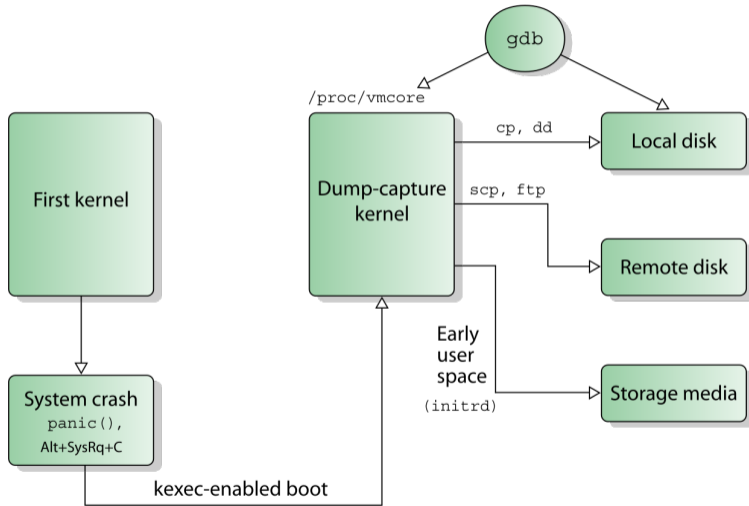 gdb
/proc/vmcore
First kernel
Dump-capture
kernel
cp, dd
Local disk
scp, ftp
Remote disk
Early
user
space
(initrd)
Storage media
System crash
panic(),
Alt+SysRq+C
kexec-enabled boot